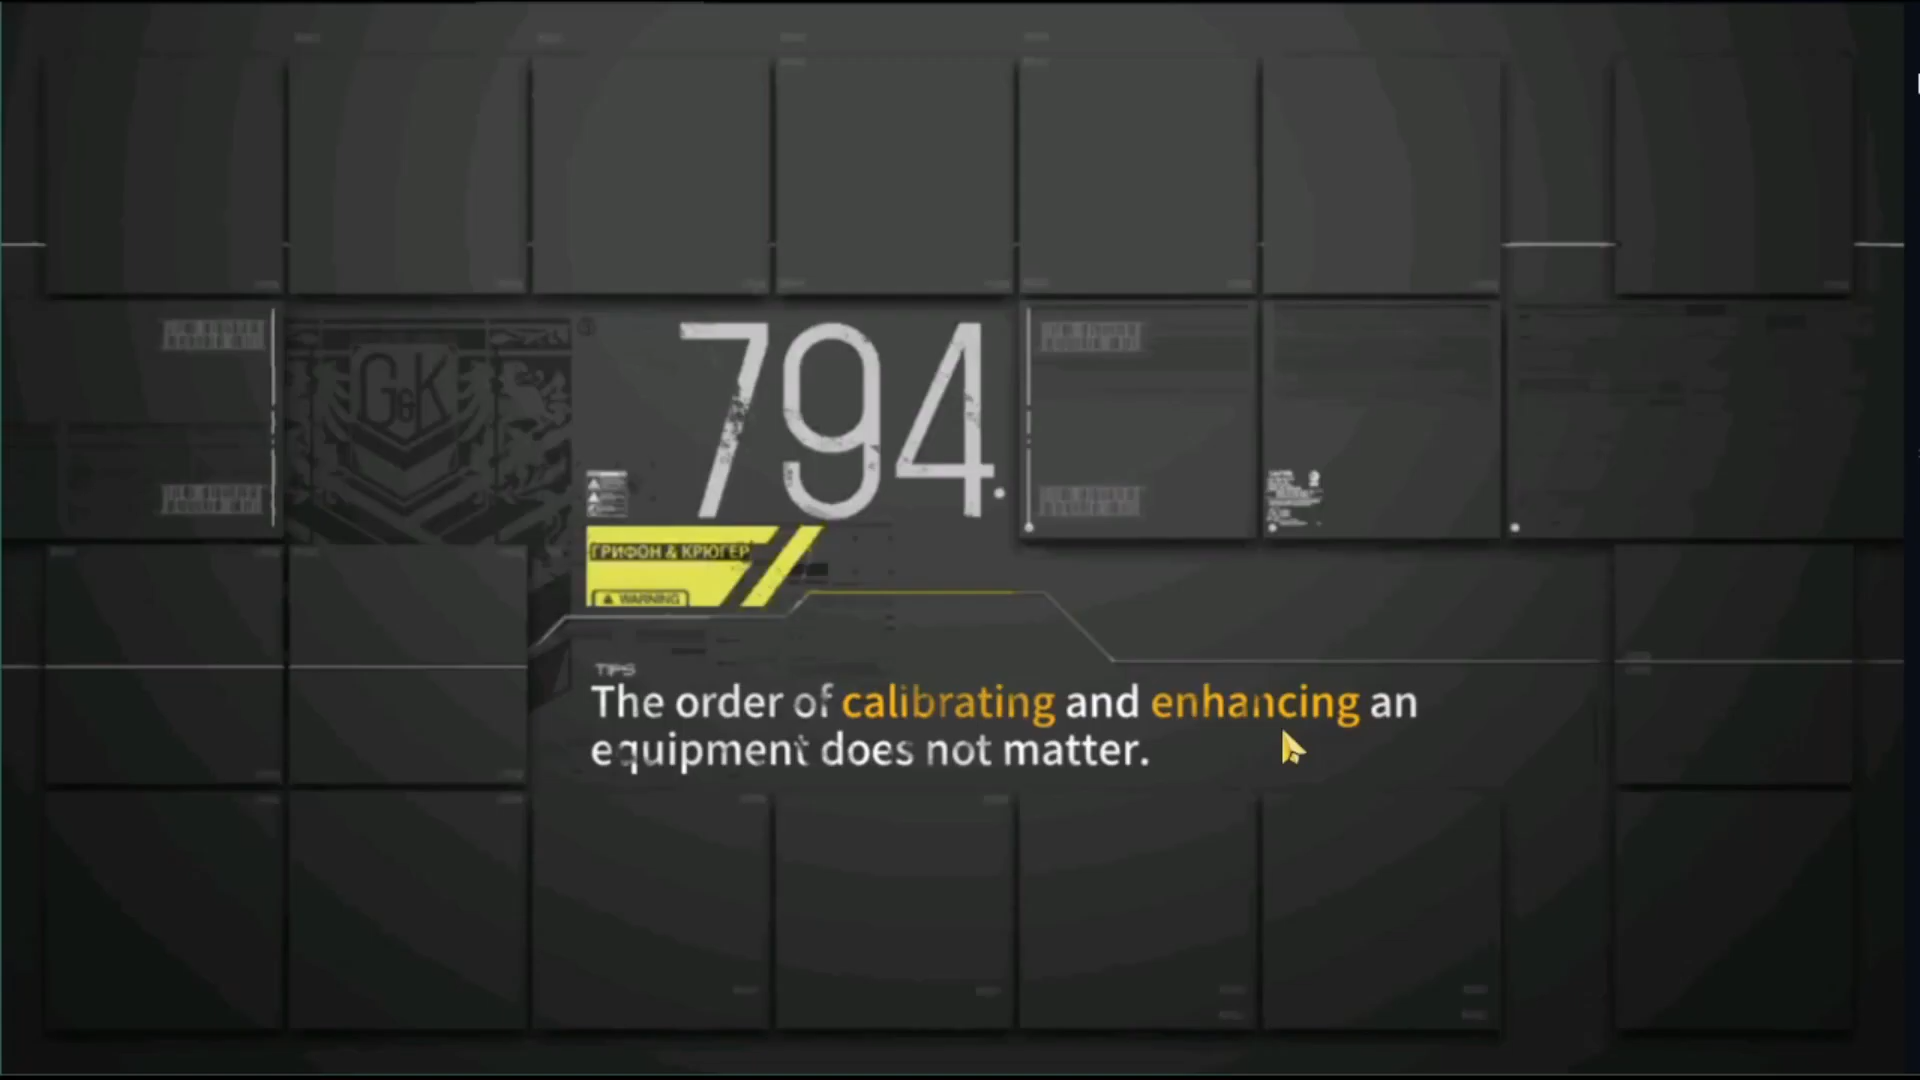 G&K
794.
ГРИФОН & КРЮГЕР
WARNING
TIPS
The order of calibrating and enhancing an
equipment does not matter.